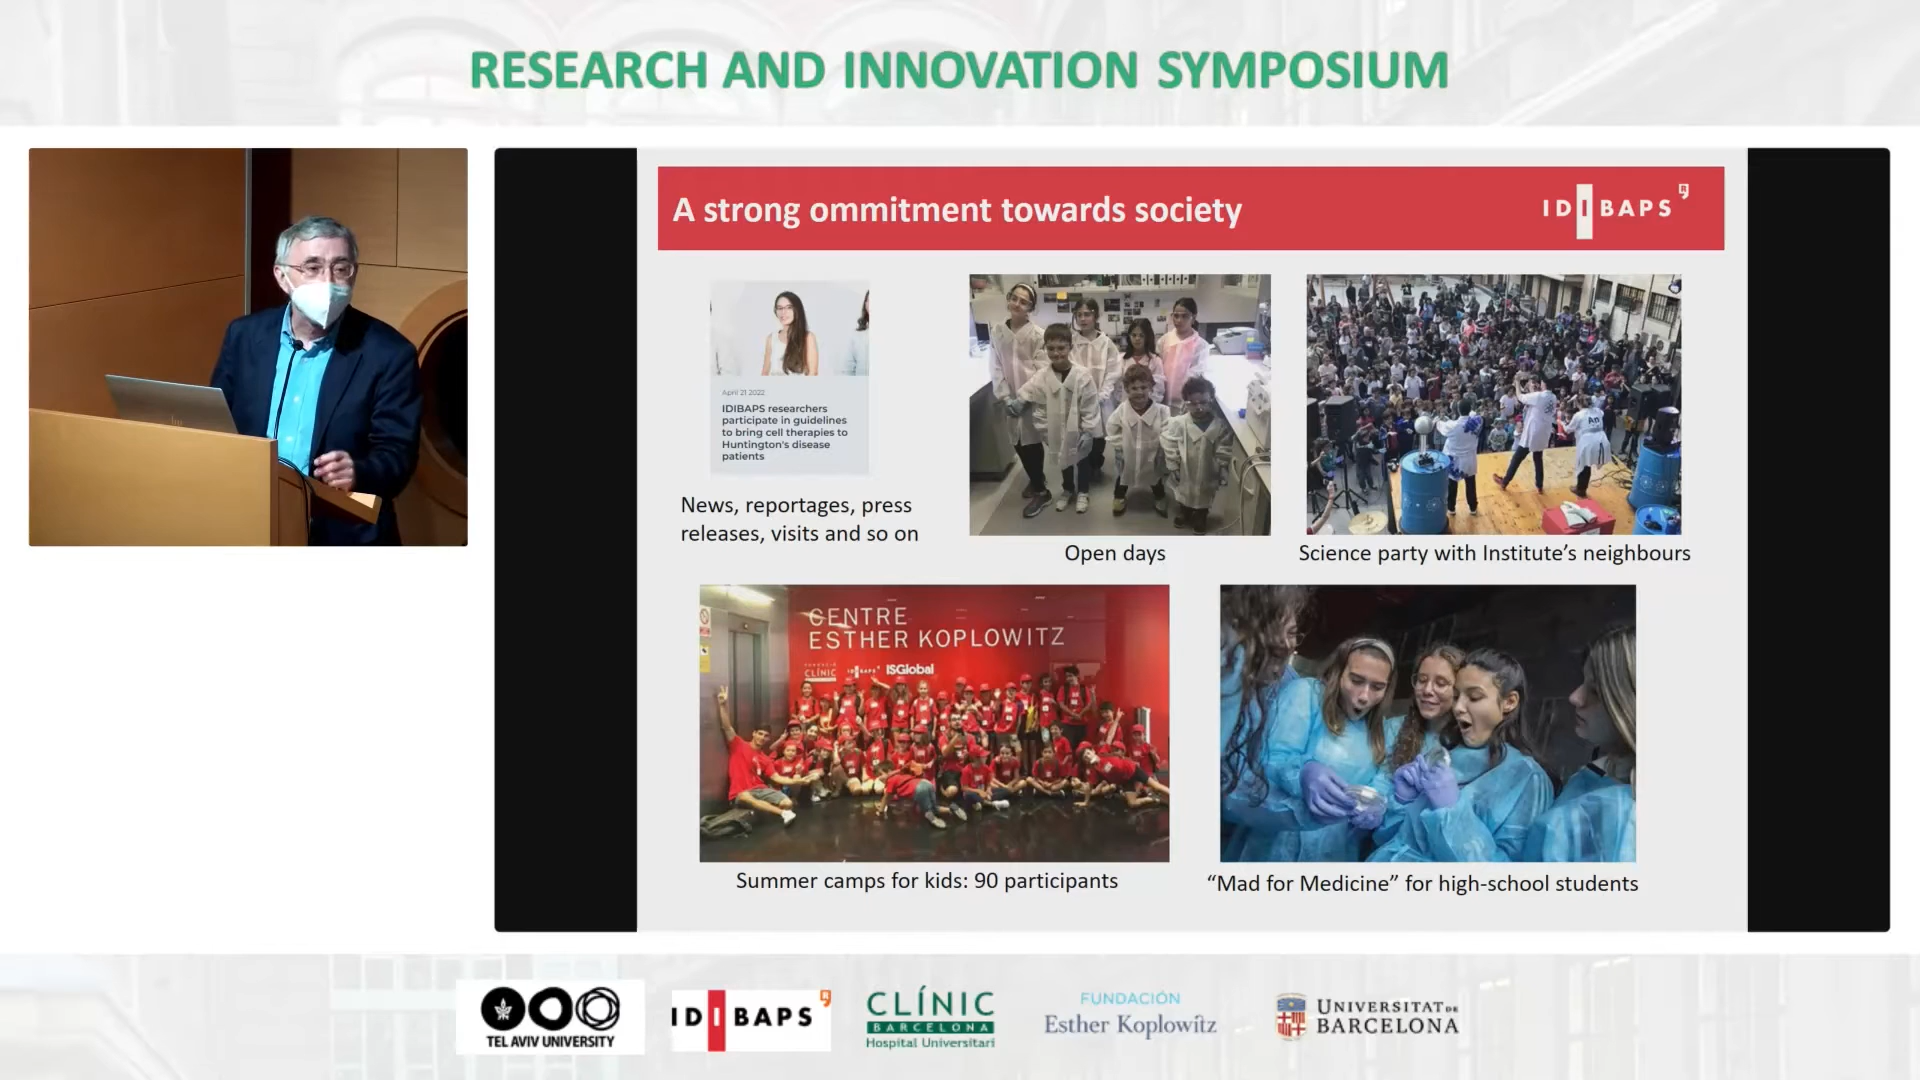 RESEARCH AND INNOVATION SYMPOSIUM
A strong ommitment towards society
IDIBAPS
April 21 2022
IDIBAPS researchers
participate in guidelines
to bring cell therapies to
Huntington's disease
patients
News, reportages, press
releases, visits and so on
Open days
Science party with Institute's neighbours
CENTRE
ESTHER KOPLOWITZ
CLÍNIC
IDIBAPS
ISGlobal
Summer camps for kids: 90 participants
“Mad for Medicine” for high-school students
TEL AVIV UNIVERSITY
IDIBAPS
CLÍNIC
BARCELONA
Hospital Universitari
FUNDACIÓN
Esther Koplowitz
UNIVERSITAT DE
BARCELONA